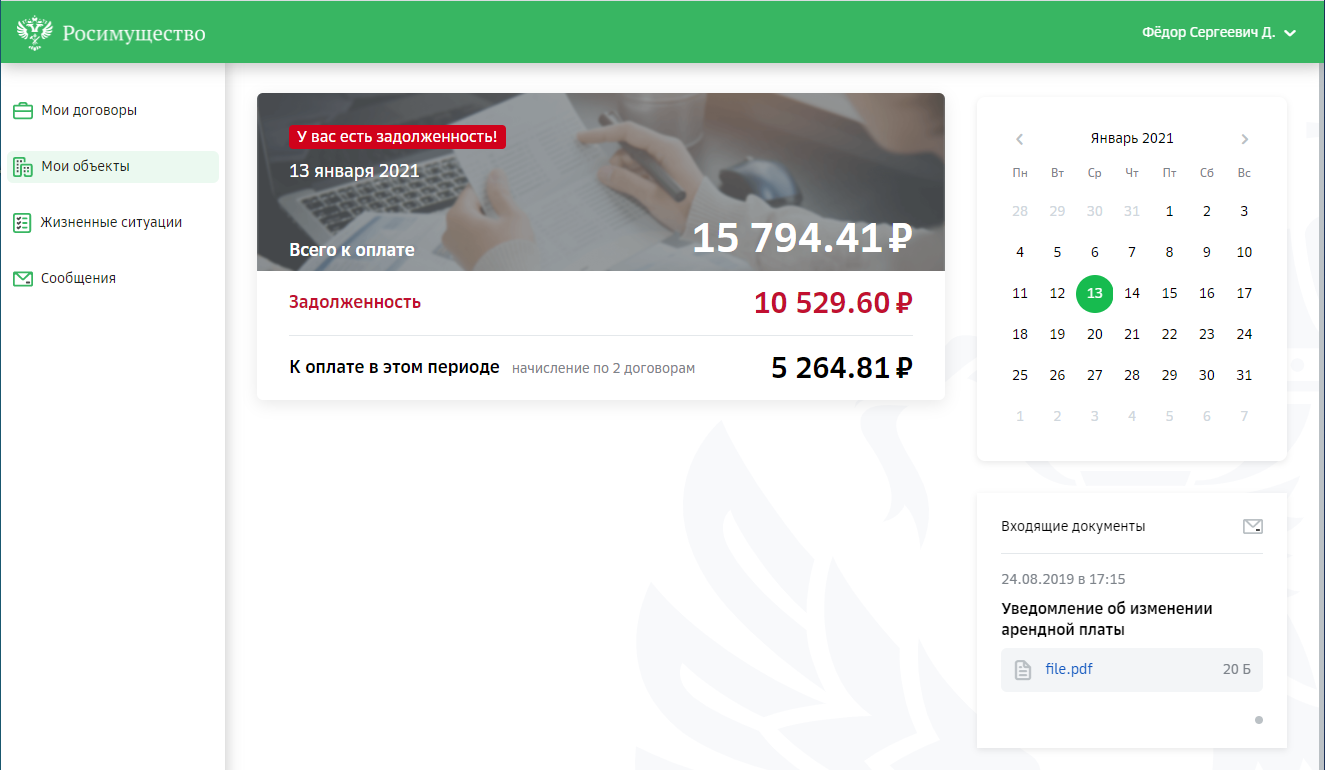 Росимущество
Фёдор Сергеевич Д.
Мои договоры
Мои объекты
Жизненные ситуации
Сообщения
У вас есть задолженность!
13 января 2021
Всего к оплате 15 794.41 ₽
Задолженность 10 529.60 ₽
К оплате в этом периоде начисление по 2 договорам 5 264.81 ₽
Январь 2021
Пн Вт Ср Чт Пт Сб Вс
28 29 30 31 1 2 3
4 5 6 7 8 9 10
11 12 13 14 15 16 17
18 19 20 21 22 23 24
25 26 27 28 29 30 31
1 2 3 4 5 6 7
Входящие документы
24.08.2019 в 17:15
Уведомление об изменении
арендной платы
file.pdf 20 Б